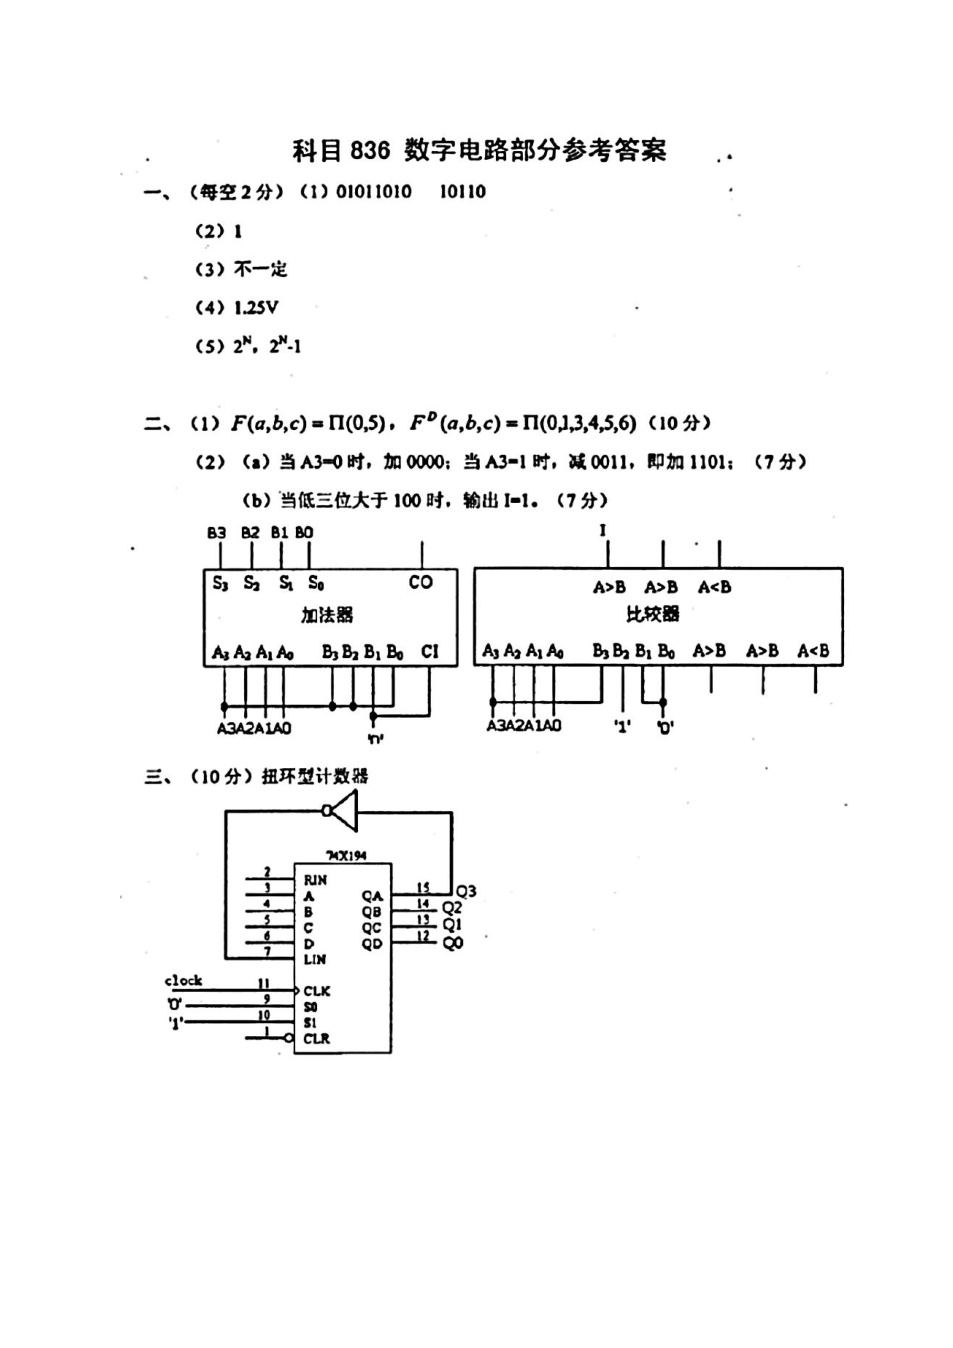 科目 836 数字电路部分参考答案
一、（每空 2 分）（1）01011010 10110
（2）1
（3）不一定
（4）1.25V
（5）2ᴺ，2ᴺ-1
二、（1）F(a,b,c) = Π(0,5)，Fᴰ(a,b,c) = Π(0,1,3,4,5,6)（10 分）
（2）（a）当 A3=0 时，加 0000；当 A3=1 时，减 0011，即加 1101；（7 分）
（b）当低三位大于 100 时，输出 I=1。（7 分）
B3 B2 B1 B0
I
S₃ S₂ S₁ S₀ CO
A>B A>B A<B
加法器
比较器
A₃ A₂ A₁ A₀ B₃ B₂ B₁ B₀ CI
A₃ A₂ A₁ A₀ B₃ B₂ B₁ B₀ A>B A>B A<B
A3A2A1A0 '0'
A3A2A1A0 '1' '0'
三、（10 分）扭环型计数器
74X194
2 RIN
3 A QA 15 Q3
4 B QB 14 Q2
5 C QC 13 Q1
6 D QD 12 Q0
7 LIN
clock 11 CLK
'0' 9 S0
'1' 10 S1
1 CLR